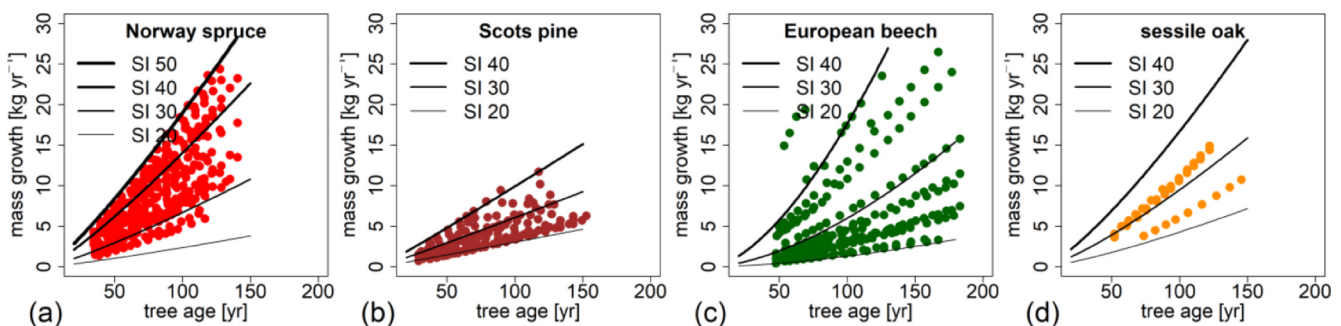 Norway spruce
SI 50
SI 40
SI 30
SI 20
mass growth [kg yr⁻¹]
0 5 10 15 20 25 30
50 100 150 200
tree age [yr]
(a)
Scots pine
SI 40
SI 30
SI 20
mass growth [kg yr⁻¹]
0 5 10 15 20 25 30
50 100 150 200
tree age [yr]
(b)
European beech
SI 40
SI 30
SI 20
mass growth [kg yr⁻¹]
0 5 10 15 20 25 30
50 100 150 200
tree age [yr]
(c)
sessile oak
SI 40
SI 30
SI 20
mass growth [kg yr⁻¹]
0 5 10 15 20 25 30
50 100 150 200
tree age [yr]
(d)